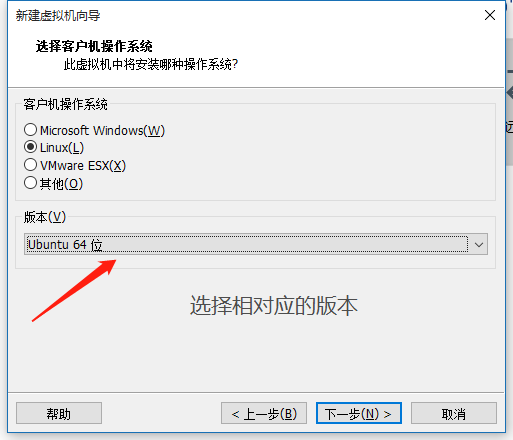 新建虚拟机向导
选择客户机操作系统
此虚拟机中将安装哪种操作系统?
客户机操作系统
Microsoft Windows(W)
Linux(L)
VMware ESX(X)
其他(O)
版本(V)
Ubuntu 64 位
选择相对应的版本
帮助
< 上一步(B)
下一步(N) >
取消